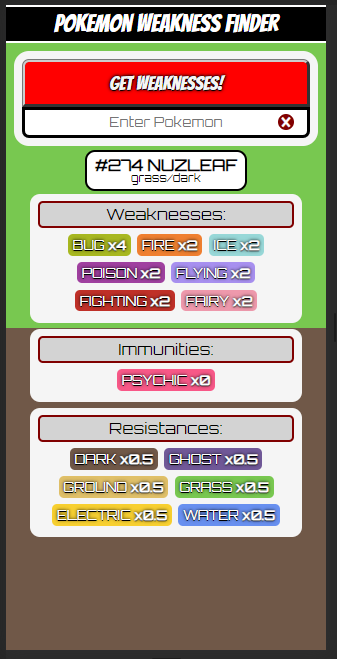 POKEMON WEAKNESS FINDER
GET WEAKNESSES!
Enter Pokemon
#274 NUZLEAF
grass/dark
Weaknesses:
BUG x4 FIRE x2 ICE x2
POISON x2 FLYING x2
FIGHTING x2 FAIRY x2
Immunities:
PSYCHIC x0
Resistances:
DARK x0.5 GHOST x0.5
GROUND x0.5 GRASS x0.5
ELECTRIC x0.5 WATER x0.5